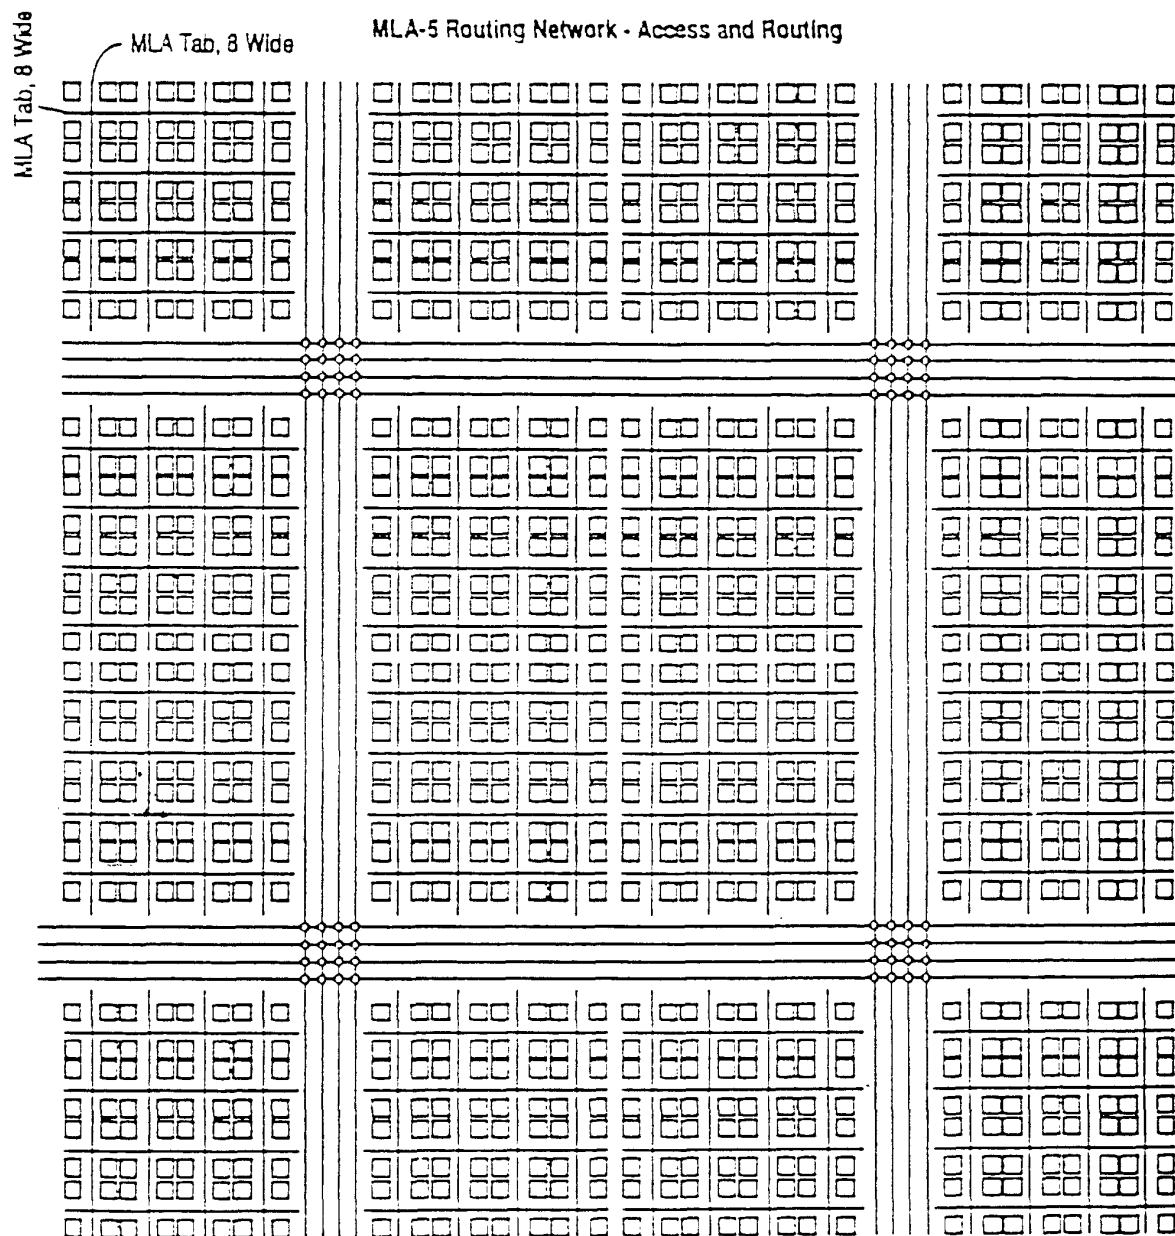 MLA-5 Routing Network - Access and Routing
MLA Tab, 8 Wide
MLA Tab, 8 Wide